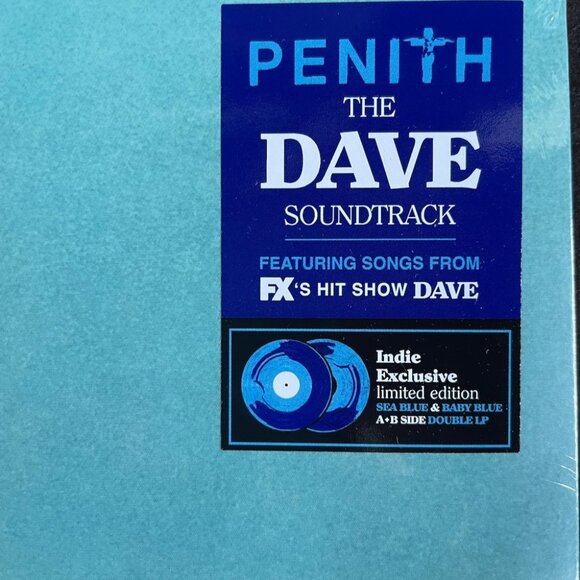 PENITH
THE
DAVE
SOUNDTRACK
FEATURING SONGS FROM
FX'S HIT SHOW DAVE
Indie
Exclusive
limited edition
SEA BLUE & BABY BLUE
A+B SIDE DOUBLE LP